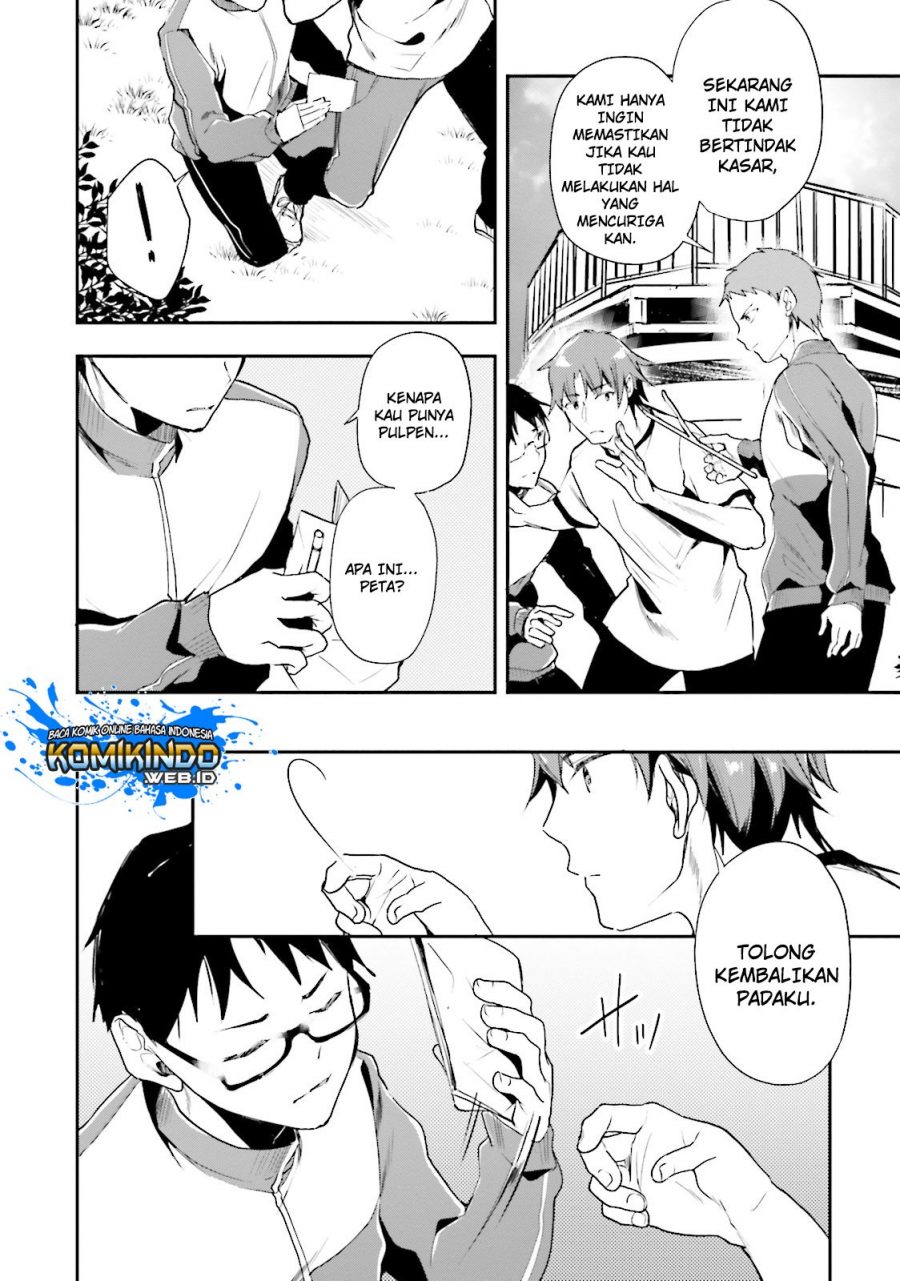 SEKARANG
INI KAMI
TIDAK
BERTINDAK
KASAR,
KAMI HANYA
INGIN
MEMASTIKAN
JIKA KAU
TIDAK
MELAKUKAN HAL
YANG
MENCURIGA
KAN.
!
KENAPA
KAU PUNYA
PULPEN...
APA INI...
PETA?
BACA KOMIK ONLINE BAHASA INDONESIA
KOMIKINDO
WEB.ID
TOLONG
KEMBALIKAN
PADAKU.